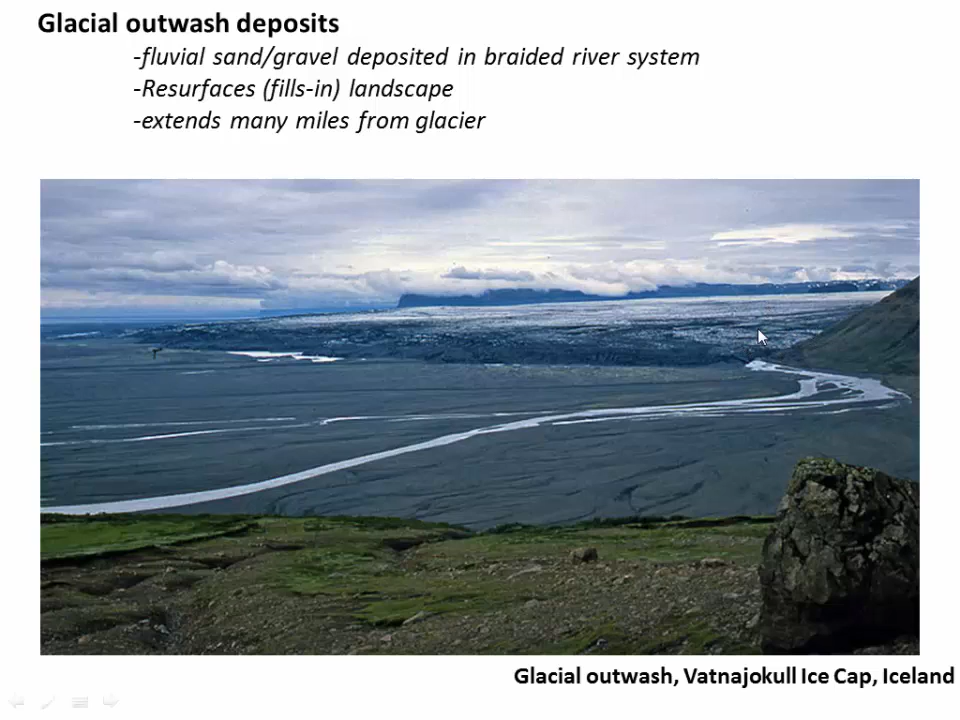 Glacial outwash deposits
-fluvial sand/gravel deposited in braided river system
-Resurfaces (fills-in) landscape
-extends many miles from glacier
Glacial outwash, Vatnajokull Ice Cap, Iceland